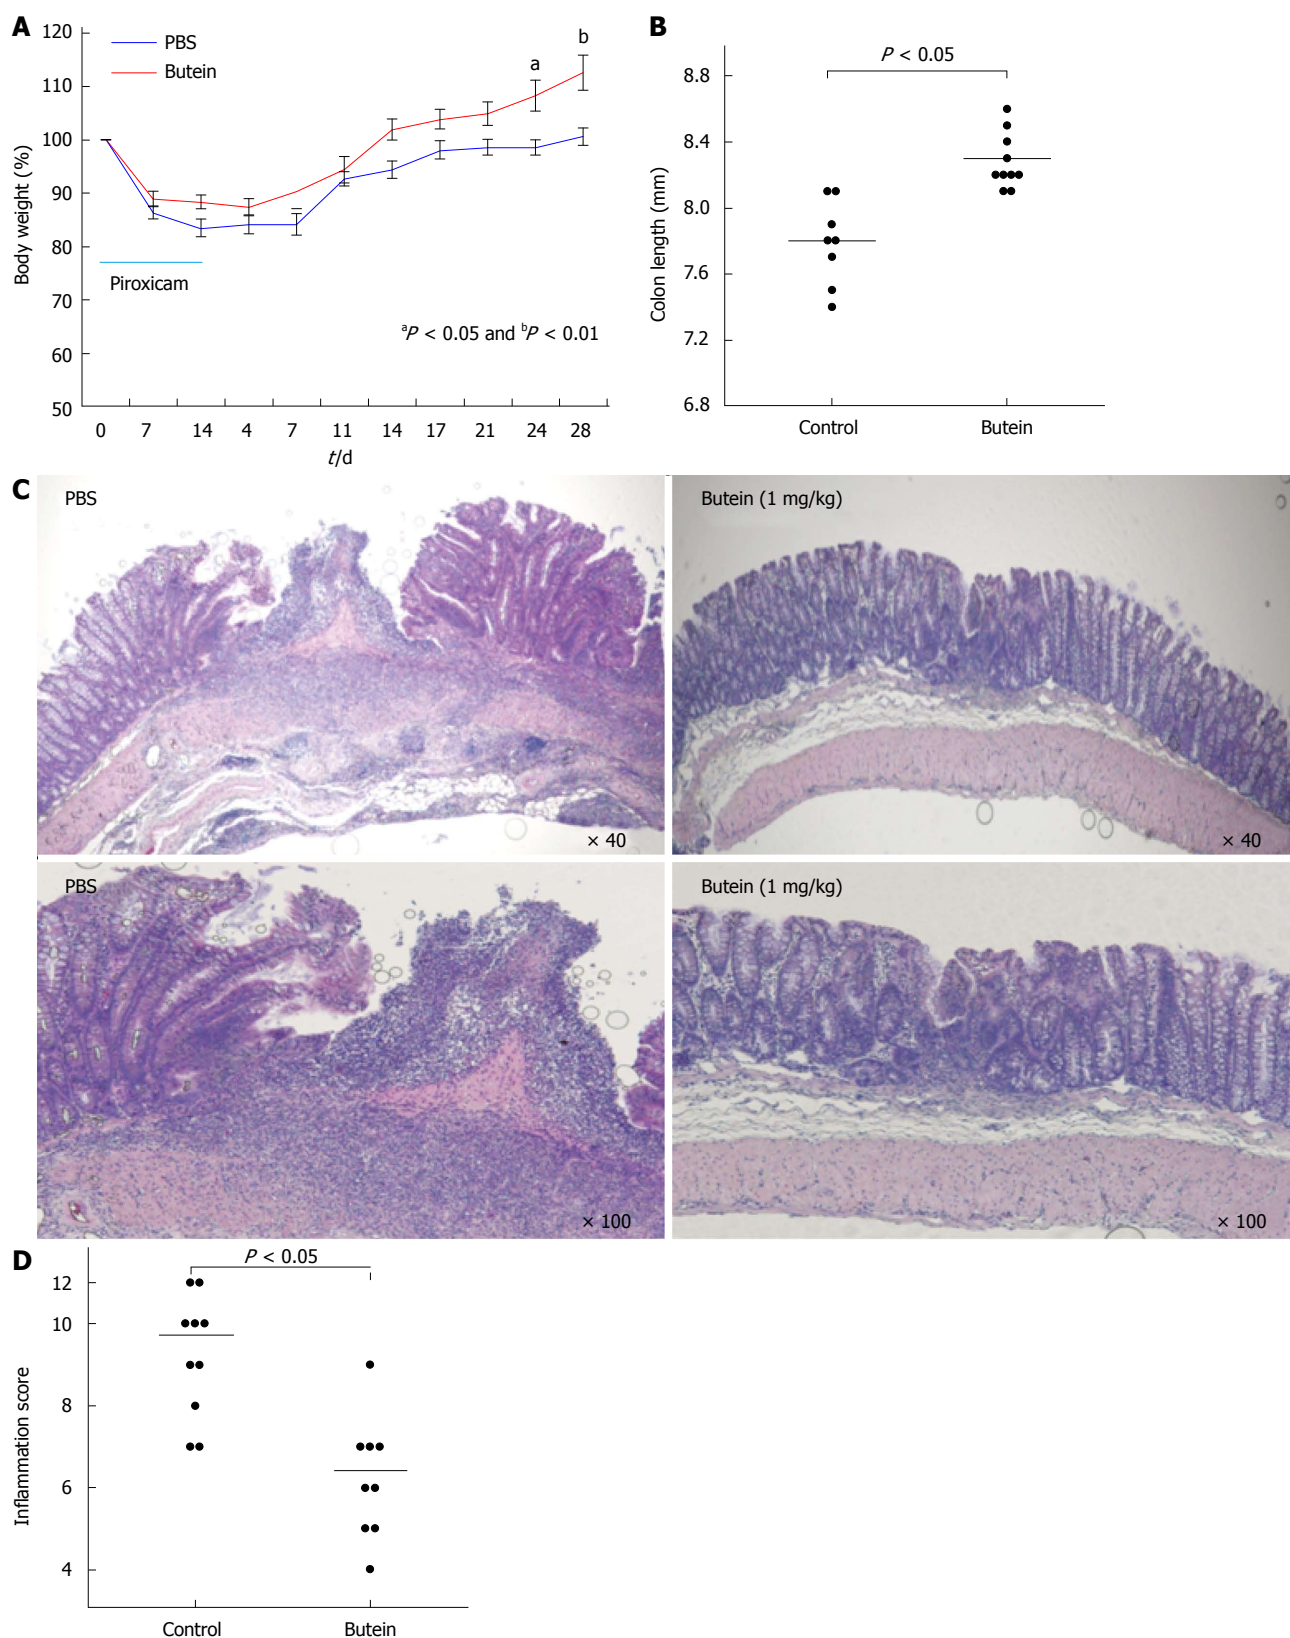 A
120
110
100
90
80
70
60
50
Body weight (%)
PBS
Butein
a
b
Piroxicam
ᵃP < 0.05 and ᵇP < 0.01
0 7 14 4 7 11 14 17 21 24 28
t/d
B
8.8
8.4
8.0
7.6
7.2
6.8
Colon length (mm)
P < 0.05
Control Butein
C
PBS
× 40
Butein (1 mg/kg)
× 40
PBS
× 100
Butein (1 mg/kg)
× 100
D
12
10
8
6
4
Inflammation score
P < 0.05
Control Butein